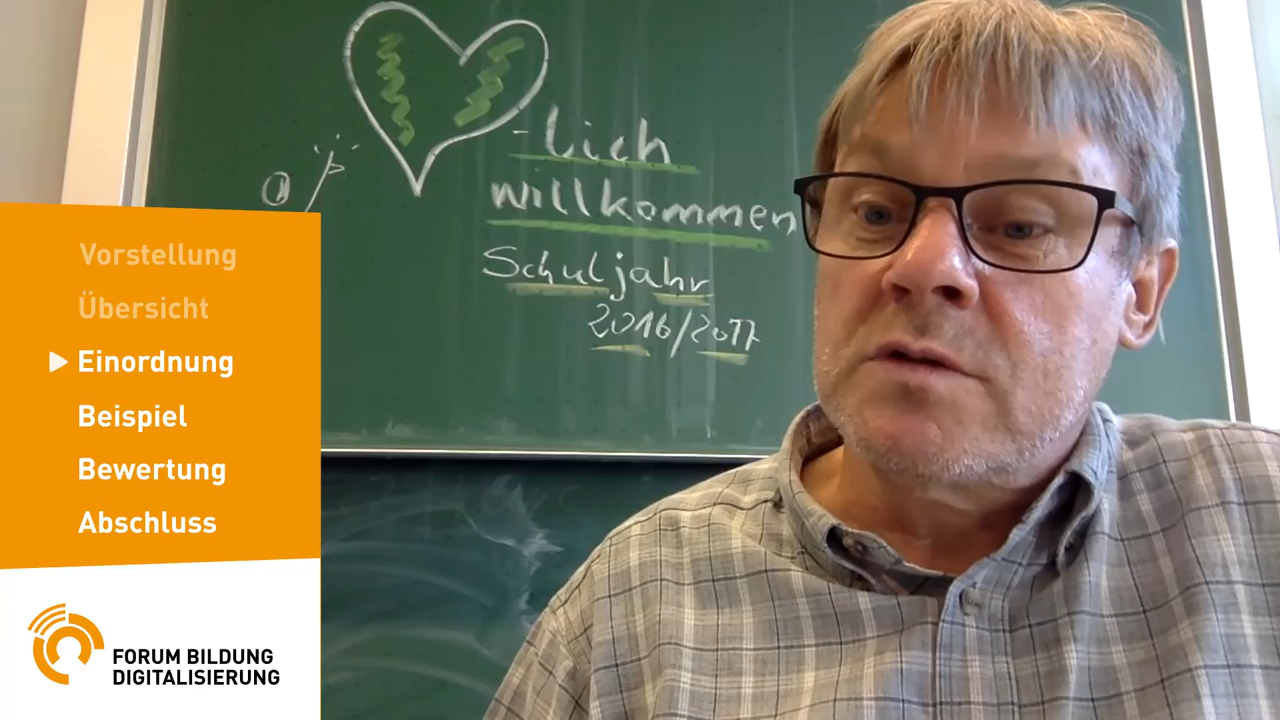 -lich
willkommen
Schuljahr
2016/2017
Vorstellung
Übersicht
Einordnung
Beispiel
Bewertung
Abschluss
FORUM BILDUNG
DIGITALISIERUNG